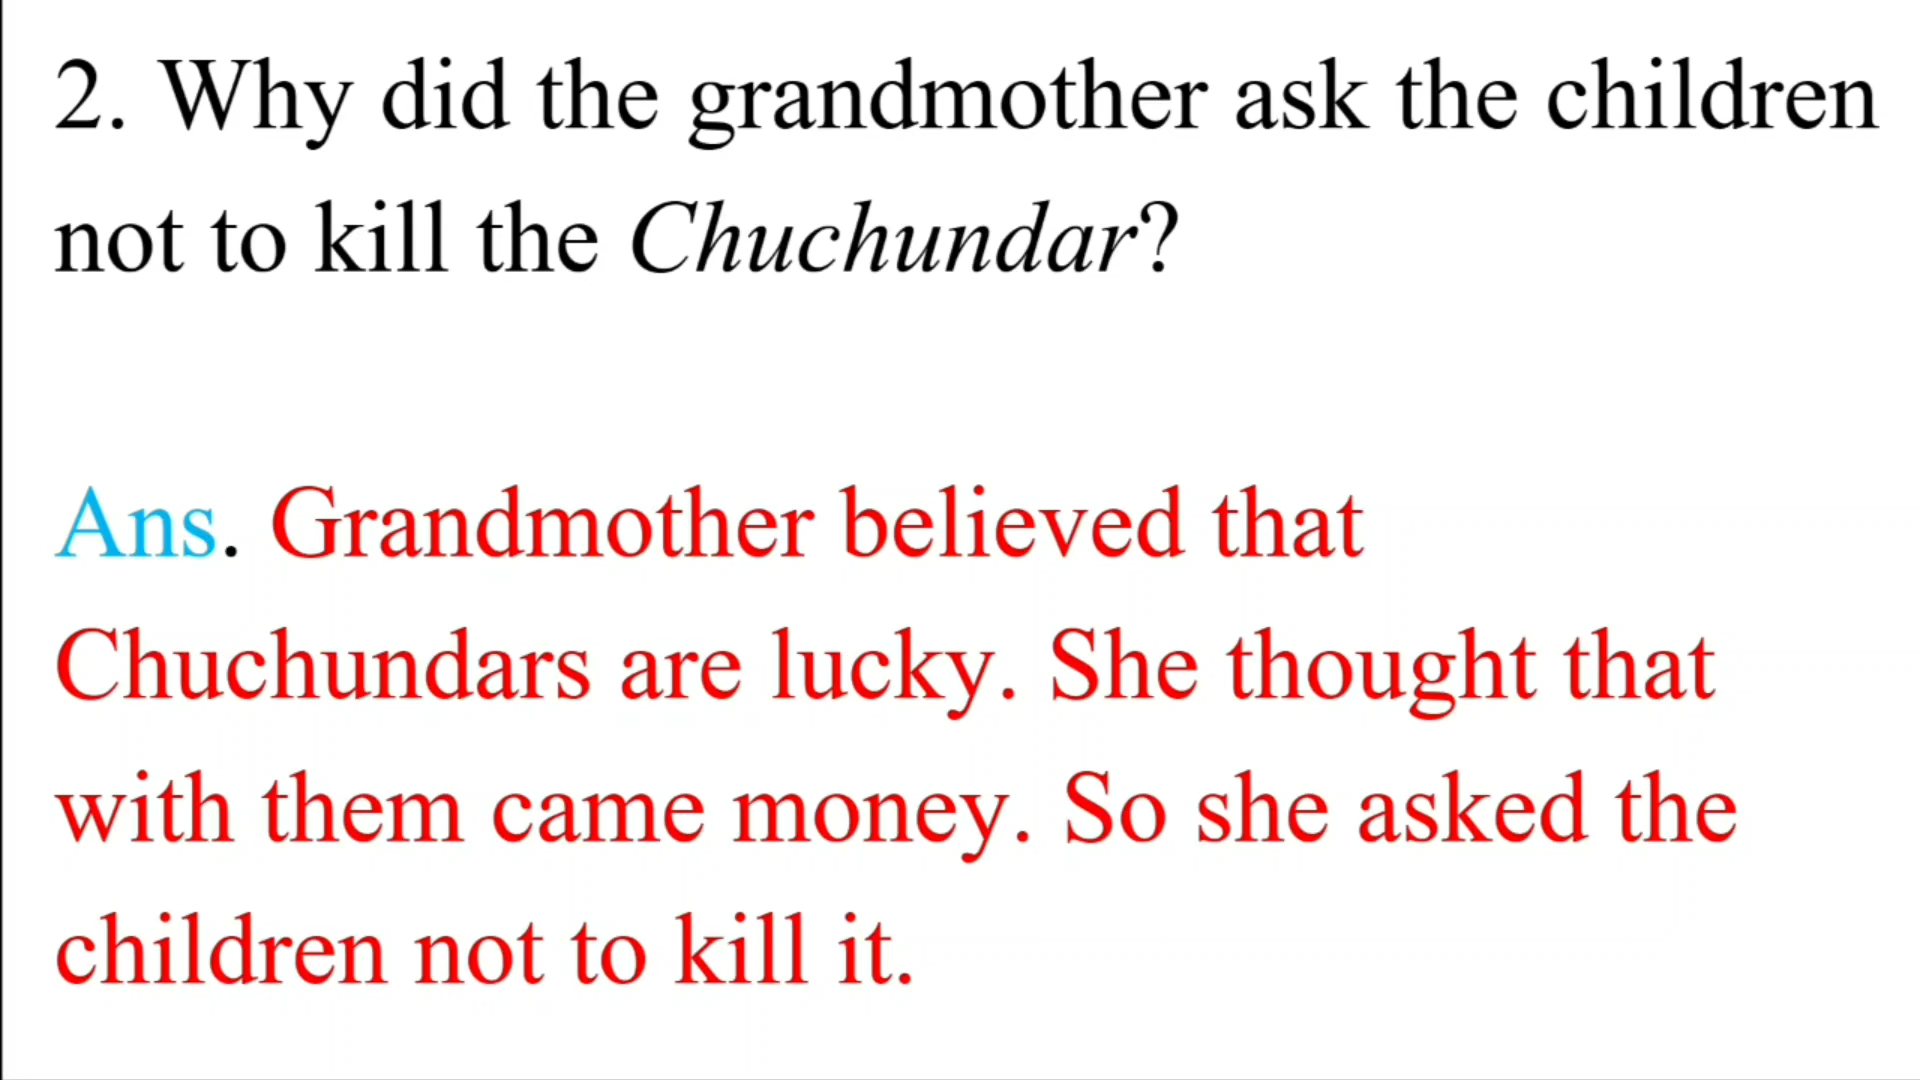 2. Why did the grandmother ask the children
not to kill the Chuchundar?
Ans. Grandmother believed that
Chuchundars are lucky. She thought that
with them came money. So she asked the
children not to kill it.